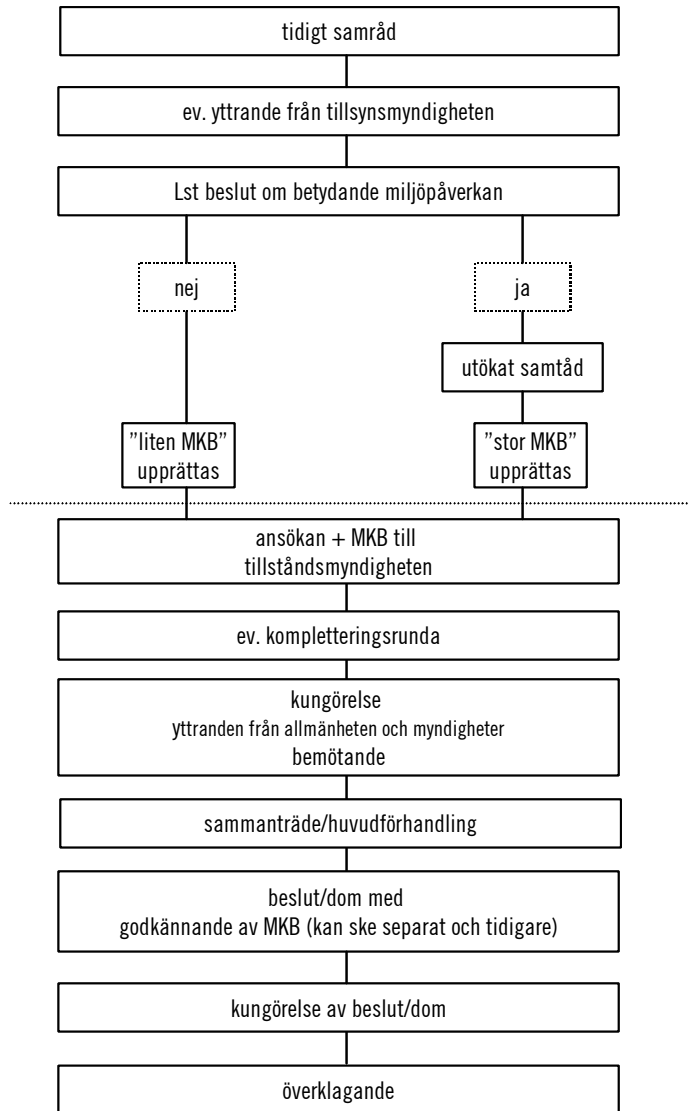 tidigt samråd
ev. yttrande från tillsynsmyndigheten
Lst beslut om betydande miljöpåverkan
nej
ja
utökat samtåd
”liten MKB”
upprättas
”stor MKB”
upprättas
ansökan + MKB till
tillståndsmyndigheten
ev. kompletteringsrunda
kungörelse
yttranden från allmänheten och myndigheter
bemötande
sammanträde/huvudförhandling
beslut/dom med
godkännande av MKB (kan ske separat och tidigare)
kungörelse av beslut/dom
överklagande